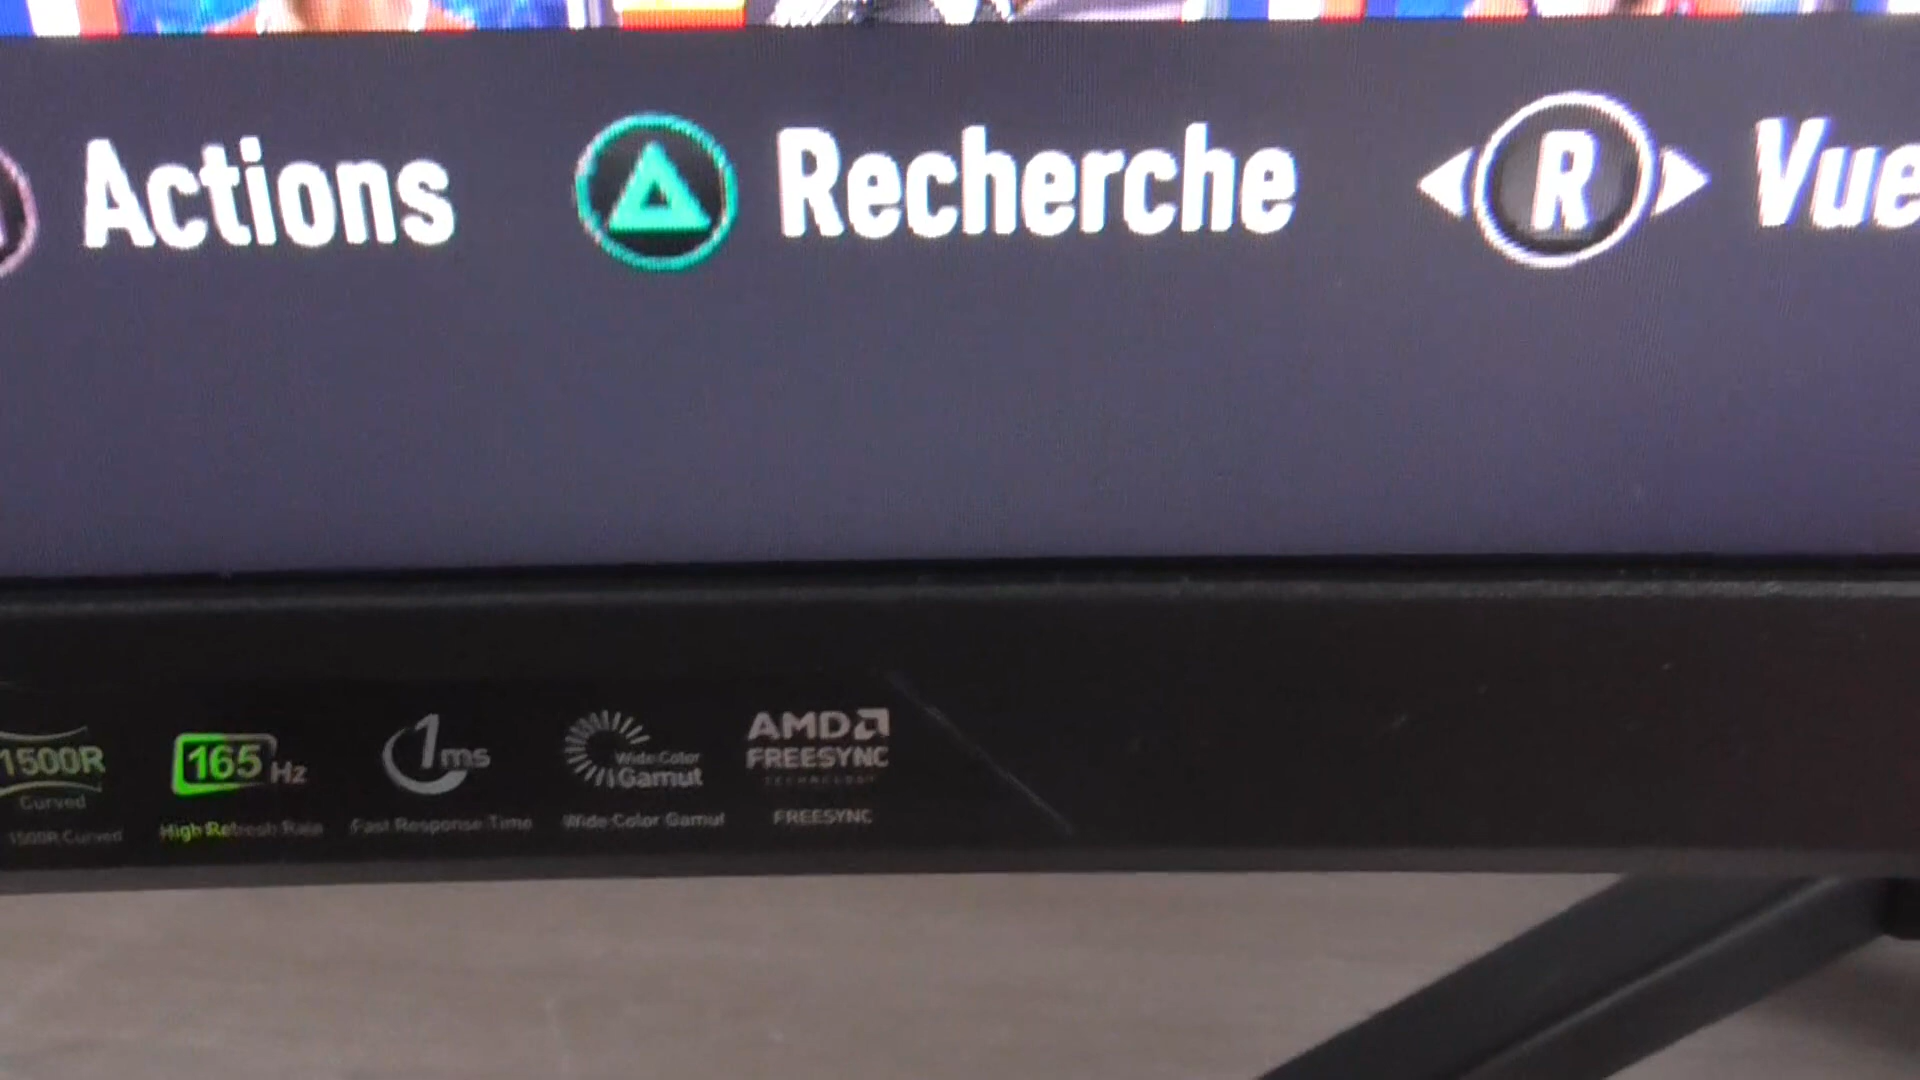 Actions
Recherche
R
Vue
1500R
Curved
1500R Curved
165 Hz
High Refresh Rate
1ms
Fast Response Time
Wide Color
Gamut
Wide Color Gamut
AMD
FREESYNC
TECHNOLOGY
FREESYNC